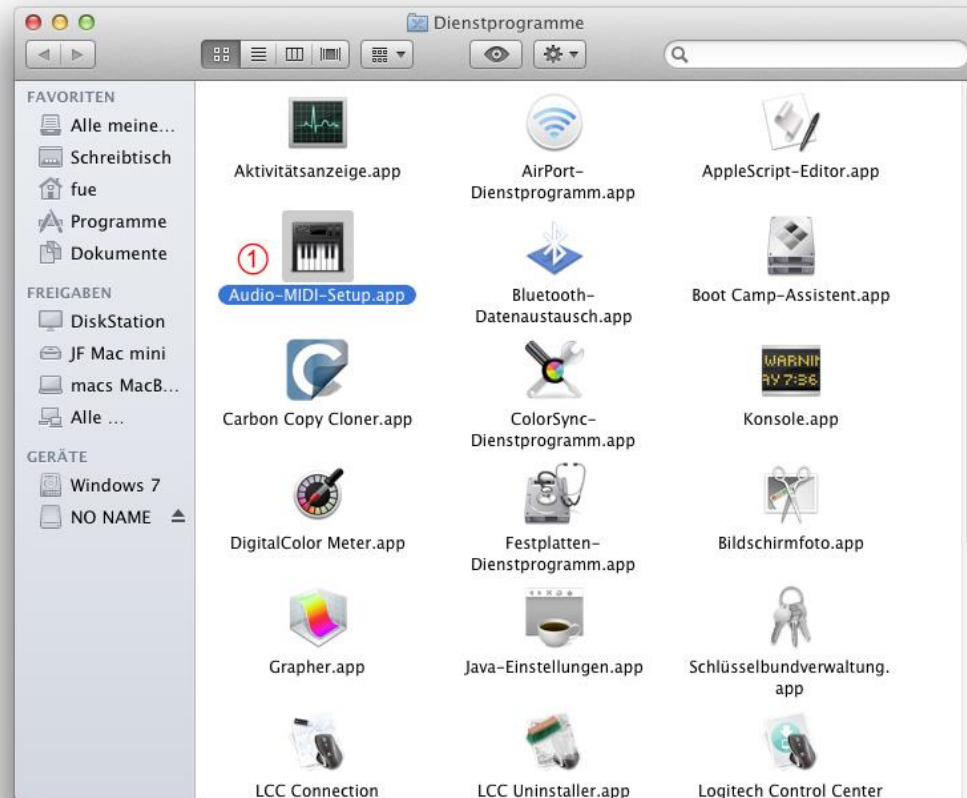 Dienstprogramme
FAVORITEN
Alle meine...
Schreibtisch
fue
Programme
Dokumente
FREIGABEN
DiskStation
JF Mac mini
macs MacB...
Alle ...
GERÄTE
Windows 7
NO NAME
Aktivitätsanzeige.app
AirPort-
Dienstprogramm.app
AppleScript-Editor.app
①
Audio-MIDI-Setup.app
Bluetooth-
Datenaustausch.app
Boot Camp-Assistent.app
Carbon Copy Cloner.app
ColorSync-
Dienstprogramm.app
WARNIN
AY 7:36
Konsole.app
DigitalColor Meter.app
Festplatten-
Dienstprogramm.app
Bildschirmfoto.app
Grapher.app
Java-Einstellungen.app
Schlüsselbundverwaltung.
app
LCC Connection
LCC Uninstaller.app
Logitech Control Center